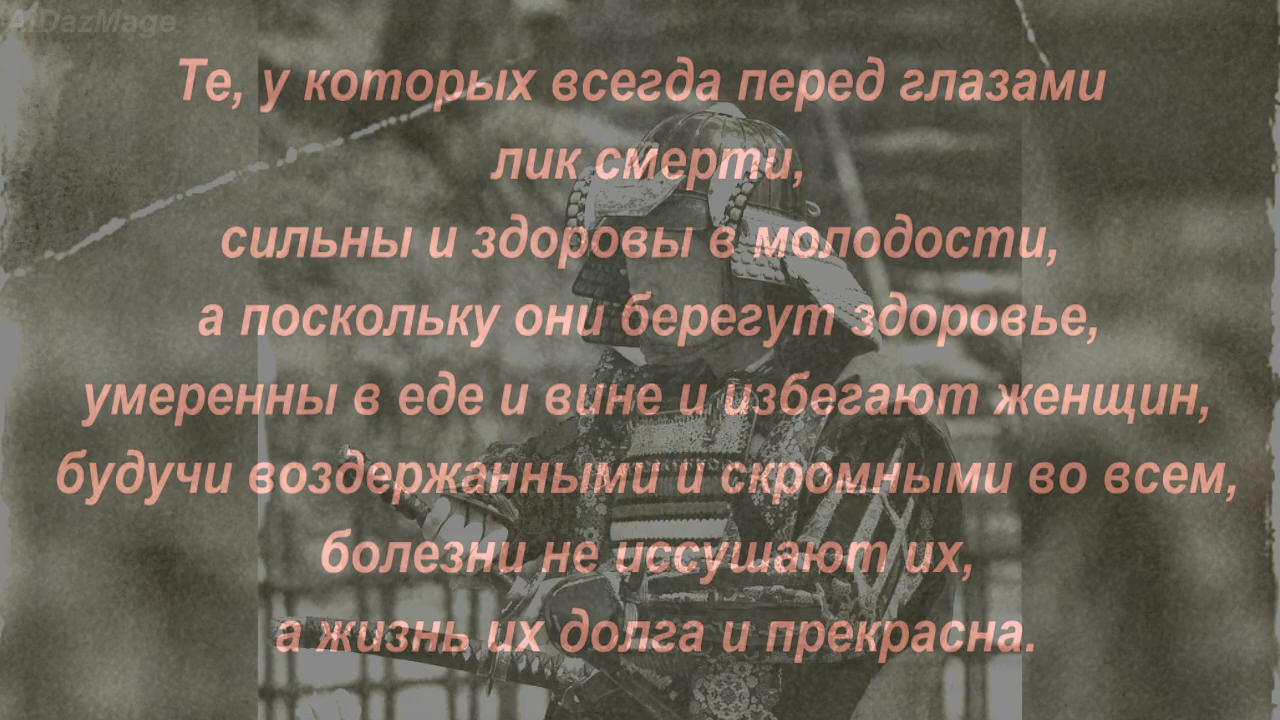 AIDazMage
Те, у которых всегда перед глазами
лик смерти,
сильны и здоровы в молодости,
а поскольку они берегут здоровье,
умеренны в еде и вине и избегают женщин,
будучи воздержанными и скромными во всем,
болезни не иссушают их,
а жизнь их долга и прекрасна.